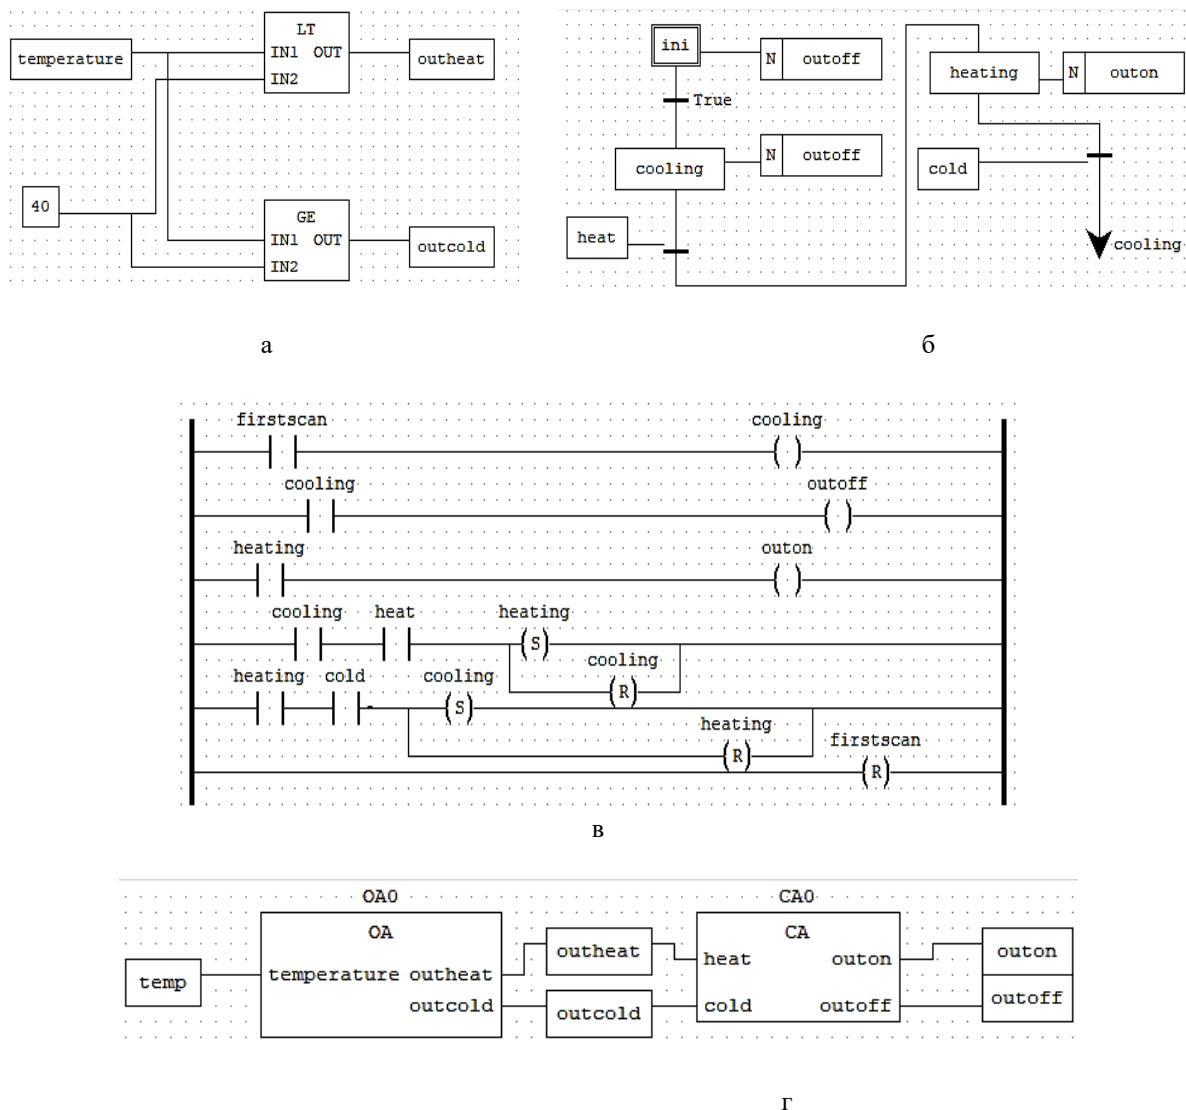 LT
temperature
IN1 OUT
outheat
IN2
40
GE
IN1 OUT
outcold
IN2
а
ini
N outoff
True
cooling
N outoff
heat
heating
N outon
cold
cooling
б
firstscan cooling
( )
cooling outoff
( )
heating outon
( )
cooling heat heating
(S)
cooling
(R)
heating cold cooling
(S)
heating
(R)
firstscan
(R)
в
OA0 CA0
OA CA
temp
temperature outheat
outcold
outheat
outcold
heat outon
cold outoff
outon
outoff
г